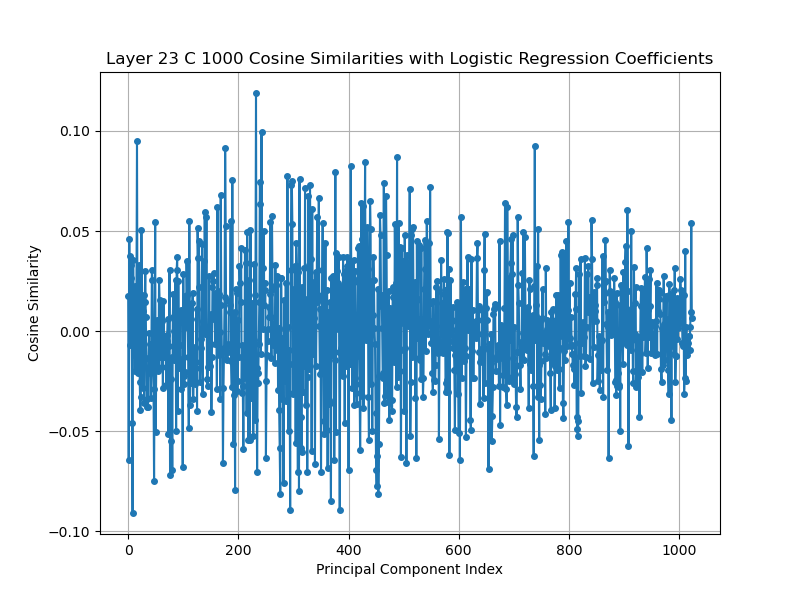 Layer 23 C 1000 Cosine Similarities with Logistic Regression Coefficients
0.10
0.05
0.00
−0.05
−0.10
Cosine Similarity
0 200 400 600 800 1000
Principal Component Index